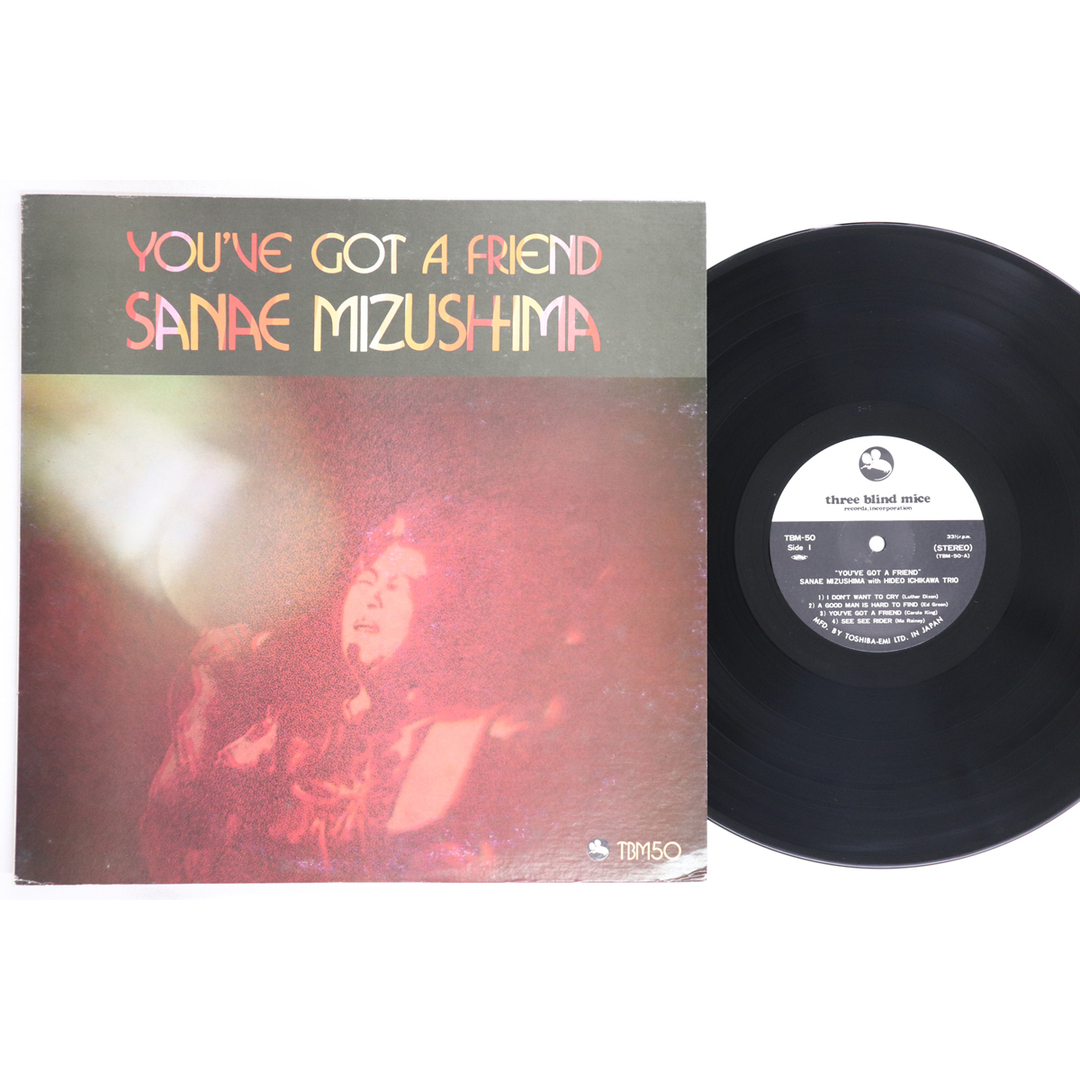 YOU'VE GOT A FRIEND
SANAE MIZUSHIMA
TBM50
three blind mice
records, incorporation
TBM-50
Side 1
33⅓ r.p.m.
(STEREO)
(TBM-50-A)
"YOU'VE GOT A FRIEND"
SANAE MIZUSHIMA with HIDEO ICHIKAWA TRIO
1) I DON'T WANT TO CRY (Luther Dixon)
2) A GOOD MAN IS HARD TO FIND (Ed Green)
3) YOU'VE GOT A FRIEND (Carole King)
4) SEE SEE RIDER (Ma Rainey)
MFD. BY TOSHIBA-EMI LTD. IN JAPAN